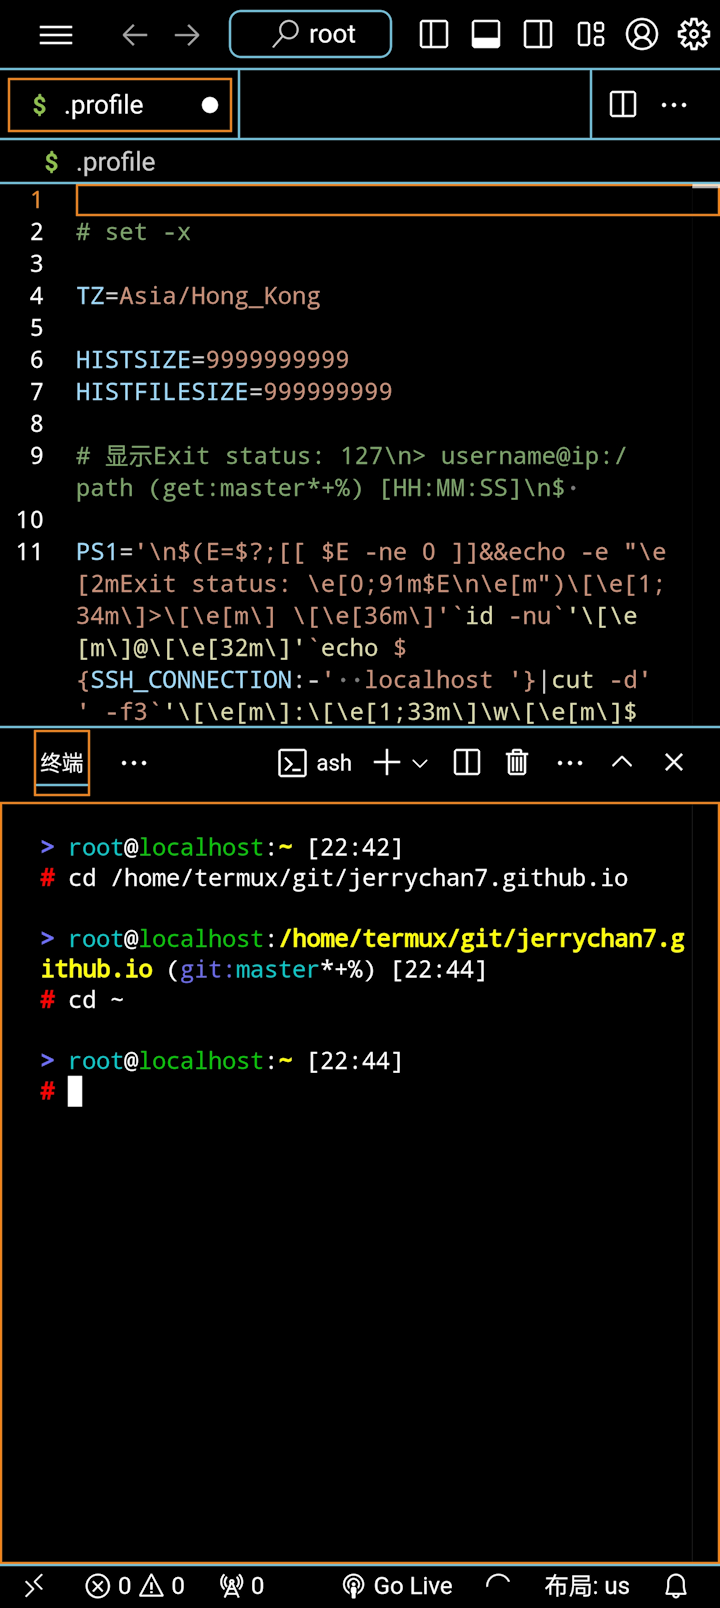 root
$ .profile
$ .profile
1
2 # set -x
3
4 TZ=Asia/Hong_Kong
5
6 HISTSIZE=9999999999
7 HISTFILESIZE=999999999
8
9 # 显示Exit status: 127\n> username@ip:/
path (get:master*+%) [HH:MM:SS]\n$·
10
11 PS1='\n$(E=$?;[[ $E -ne 0 ]]&&echo -e "\e
[2mExit status: \e[0;91m$E\n\e[m")\[\e[1;
34m\]>\[\e[m\] \[\e[36m\]'`id -nu`'\[\e
[m\]@\[\e[32m\]'`echo $
{SSH_CONNECTION:-'··localhost '}|cut -d'
' -f3`'\[\e[m\]:\[\e[1;33m\]\w\[\e[m\]$
终端 ··· ash
> root@localhost:~ [22:42]
# cd /home/termux/git/jerrychan7.github.io
> root@localhost:/home/termux/git/jerrychan7.g
ithub.io (git:master*+%) [22:44]
# cd ~
> root@localhost:~ [22:44]
#
0 0 0 Go Live 布局: us